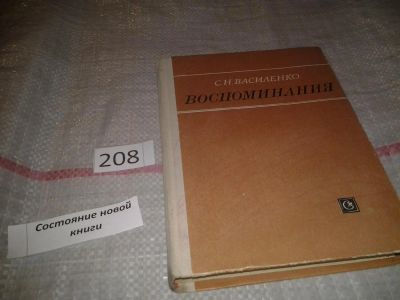 С.Н.ВАСИЛЕНКО
ВОСПОМИНАНИЯ
208
Состояние новой
книги